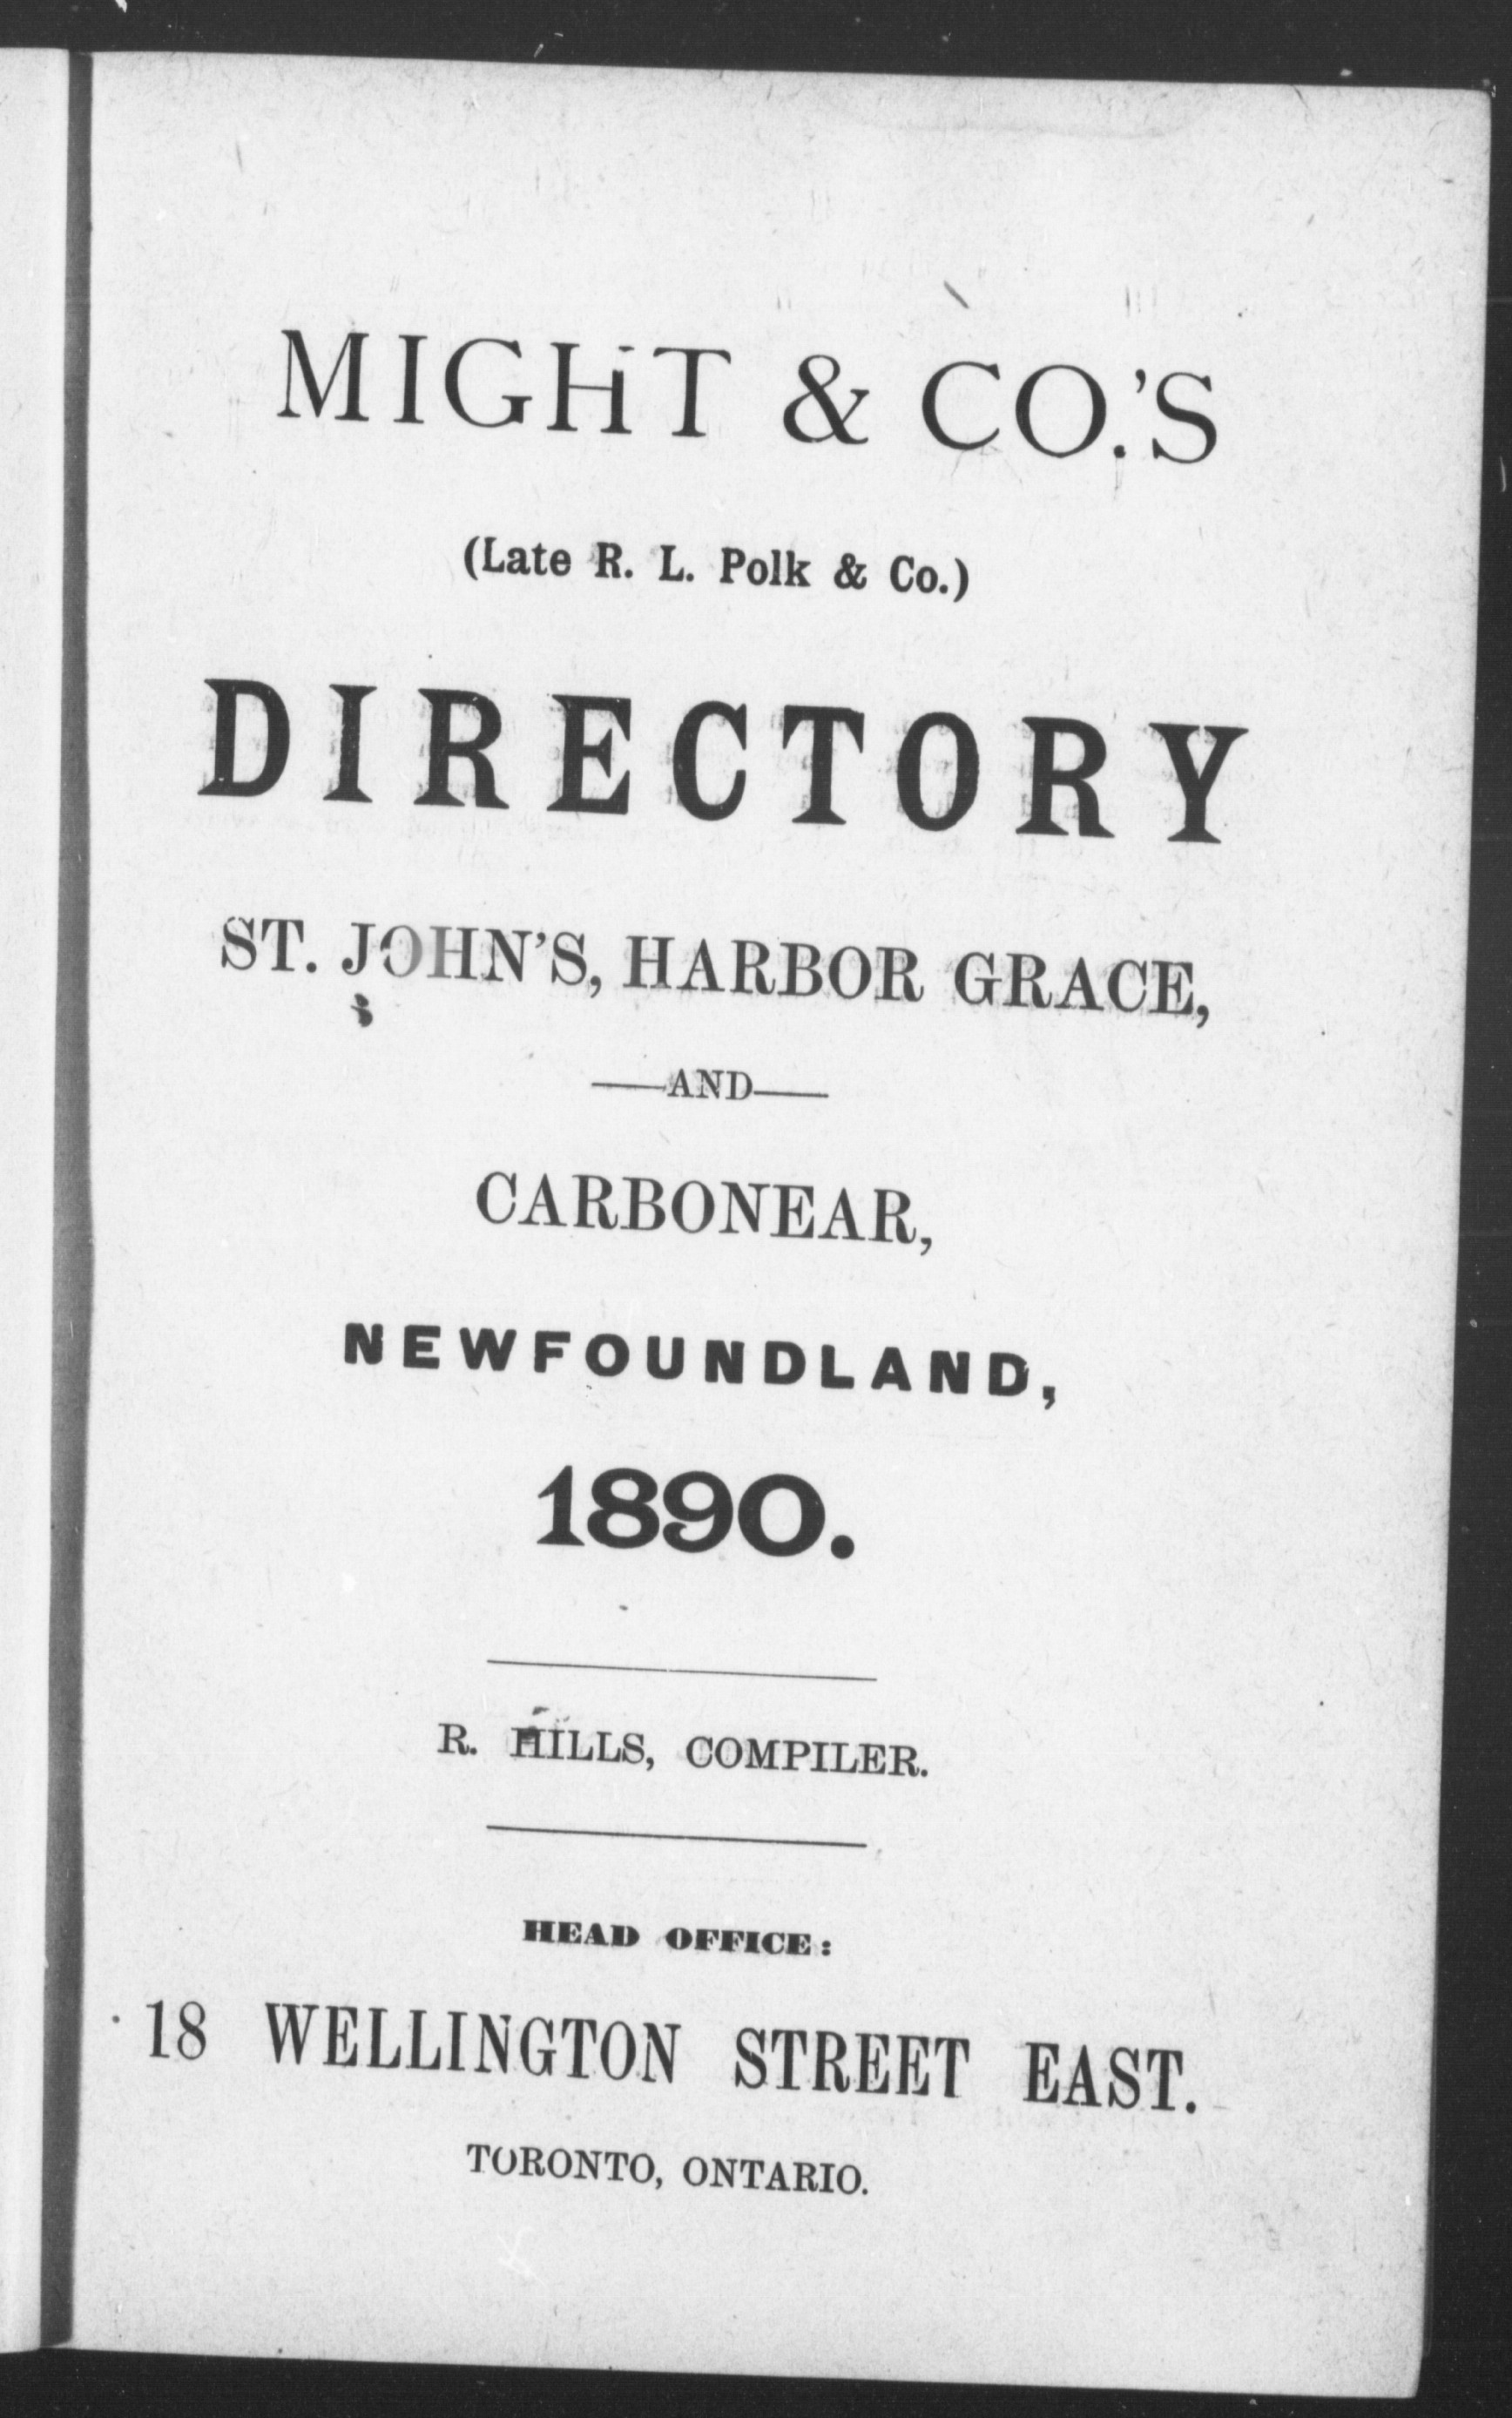 MIGHT & CO.'S
(Late R. L. Polk & Co.)
DIRECTORY
ST. JOHN'S, HARBOR GRACE,
—AND—
CARBONEAR,
NEWFOUNDLAND,
1890.
R. HILLS, COMPILER.
HEAD OFFICE:
18 WELLINGTON STREET EAST.
TORONTO, ONTARIO.